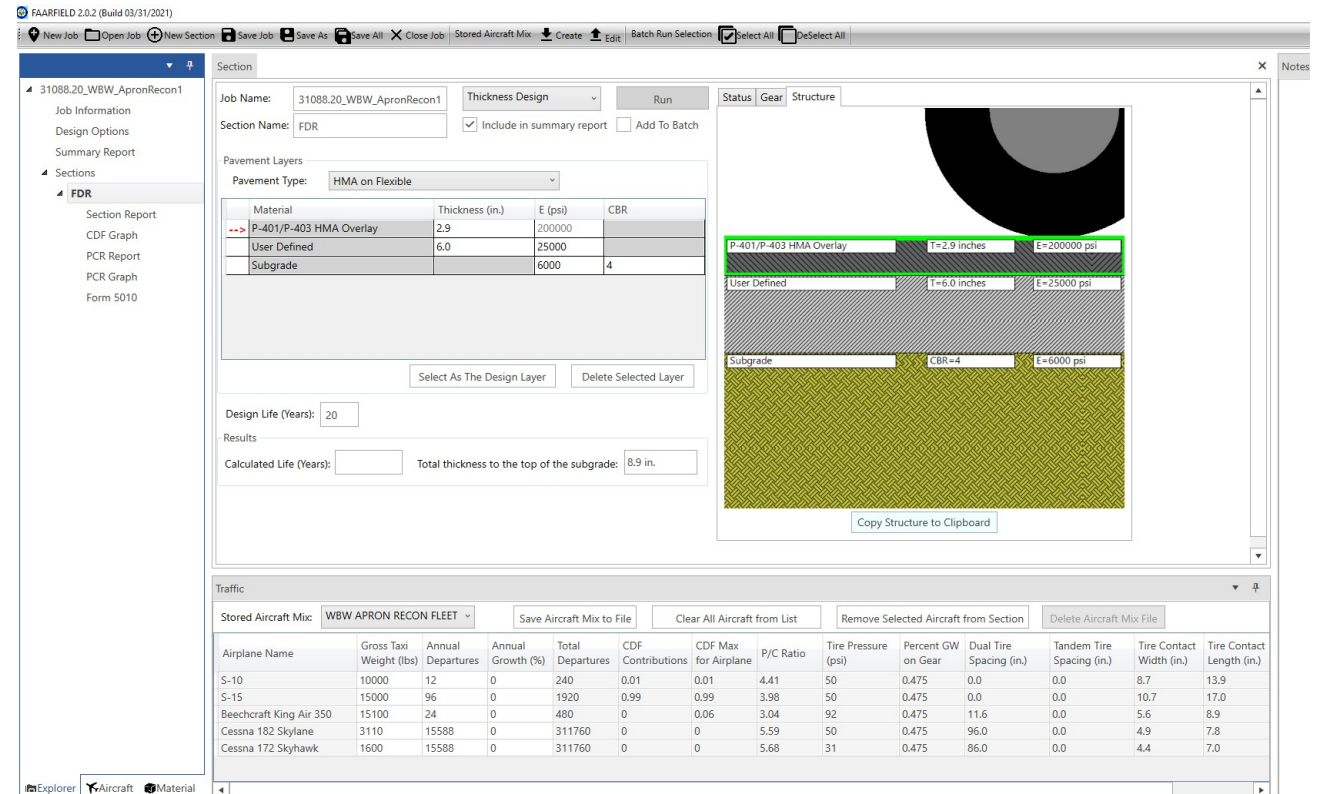 FAARFIELD 2.0.2 (Build 03/31/2021)
New Job Open Job New Section Save Job Save As Save All Close Job Stored Aircraft Mix Create Edit Batch Run Selection Select All DeSelect All
Section
Notes
31088.20_WBW_ApronRecon1
Job Information
Design Options
Summary Report
Sections
FDR
Section Report
CDF Graph
PCR Report
PCR Graph
Form 5010
Job Name: 31088.20_WBW_ApronRecon1 Thickness Design Run
Section Name: FDR Include in summary report Add To Batch
Pavement Layers
Pavement Type: HMA on Flexible
Material Thickness (in.) E (psi) CBR
--> P-401/P-403 HMA Overlay 2.9 200000
User Defined 6.0 25000
Subgrade 6000 4
Select As The Design Layer Delete Selected Layer
Design Life (Years): 20
Results
Calculated Life (Years): Total thickness to the top of the subgrade: 8.9 in.
Status Gear Structure
P-401/P-403 HMA Overlay T=2.9 inches E=200000 psi
User Defined T=6.0 inches E=25000 psi
Subgrade CBR=4 E=6000 psi
Copy Structure to Clipboard
Traffic
Stored Aircraft Mix: WBW APRON RECON FLEET Save Aircraft Mix to File Clear All Aircraft from List Remove Selected Aircraft from Section Delete Aircraft Mix File
Airplane Name Gross Taxi Weight (lbs) Annual Departures Annual Growth (%) Total Departures CDF Contributions CDF Max for Airplane P/C Ratio Tire Pressure (psi) Percent GW on Gear Dual Tire Spacing (in.) Tandem Tire Spacing (in.) Tire Contact Width (in.) Tire Contact Length (in.)
S-10 10000 12 0 240 0.01 0.01 4.41 50 0.475 0.0 0.0 8.7 13.9
S-15 15000 96 0 1920 0.99 0.99 3.98 50 0.475 0.0 0.0 10.7 17.0
Beechcraft King Air 350 15100 24 0 480 0 0.06 3.04 92 0.475 11.6 0.0 5.6 8.9
Cessna 182 Skylane 3110 15588 0 311760 0 0 5.59 50 0.475 96.0 0.0 4.9 7.8
Cessna 172 Skyhawk 1600 15588 0 311760 0 0 5.68 31 0.475 86.0 0.0 4.4 7.0
Explorer Aircraft Material